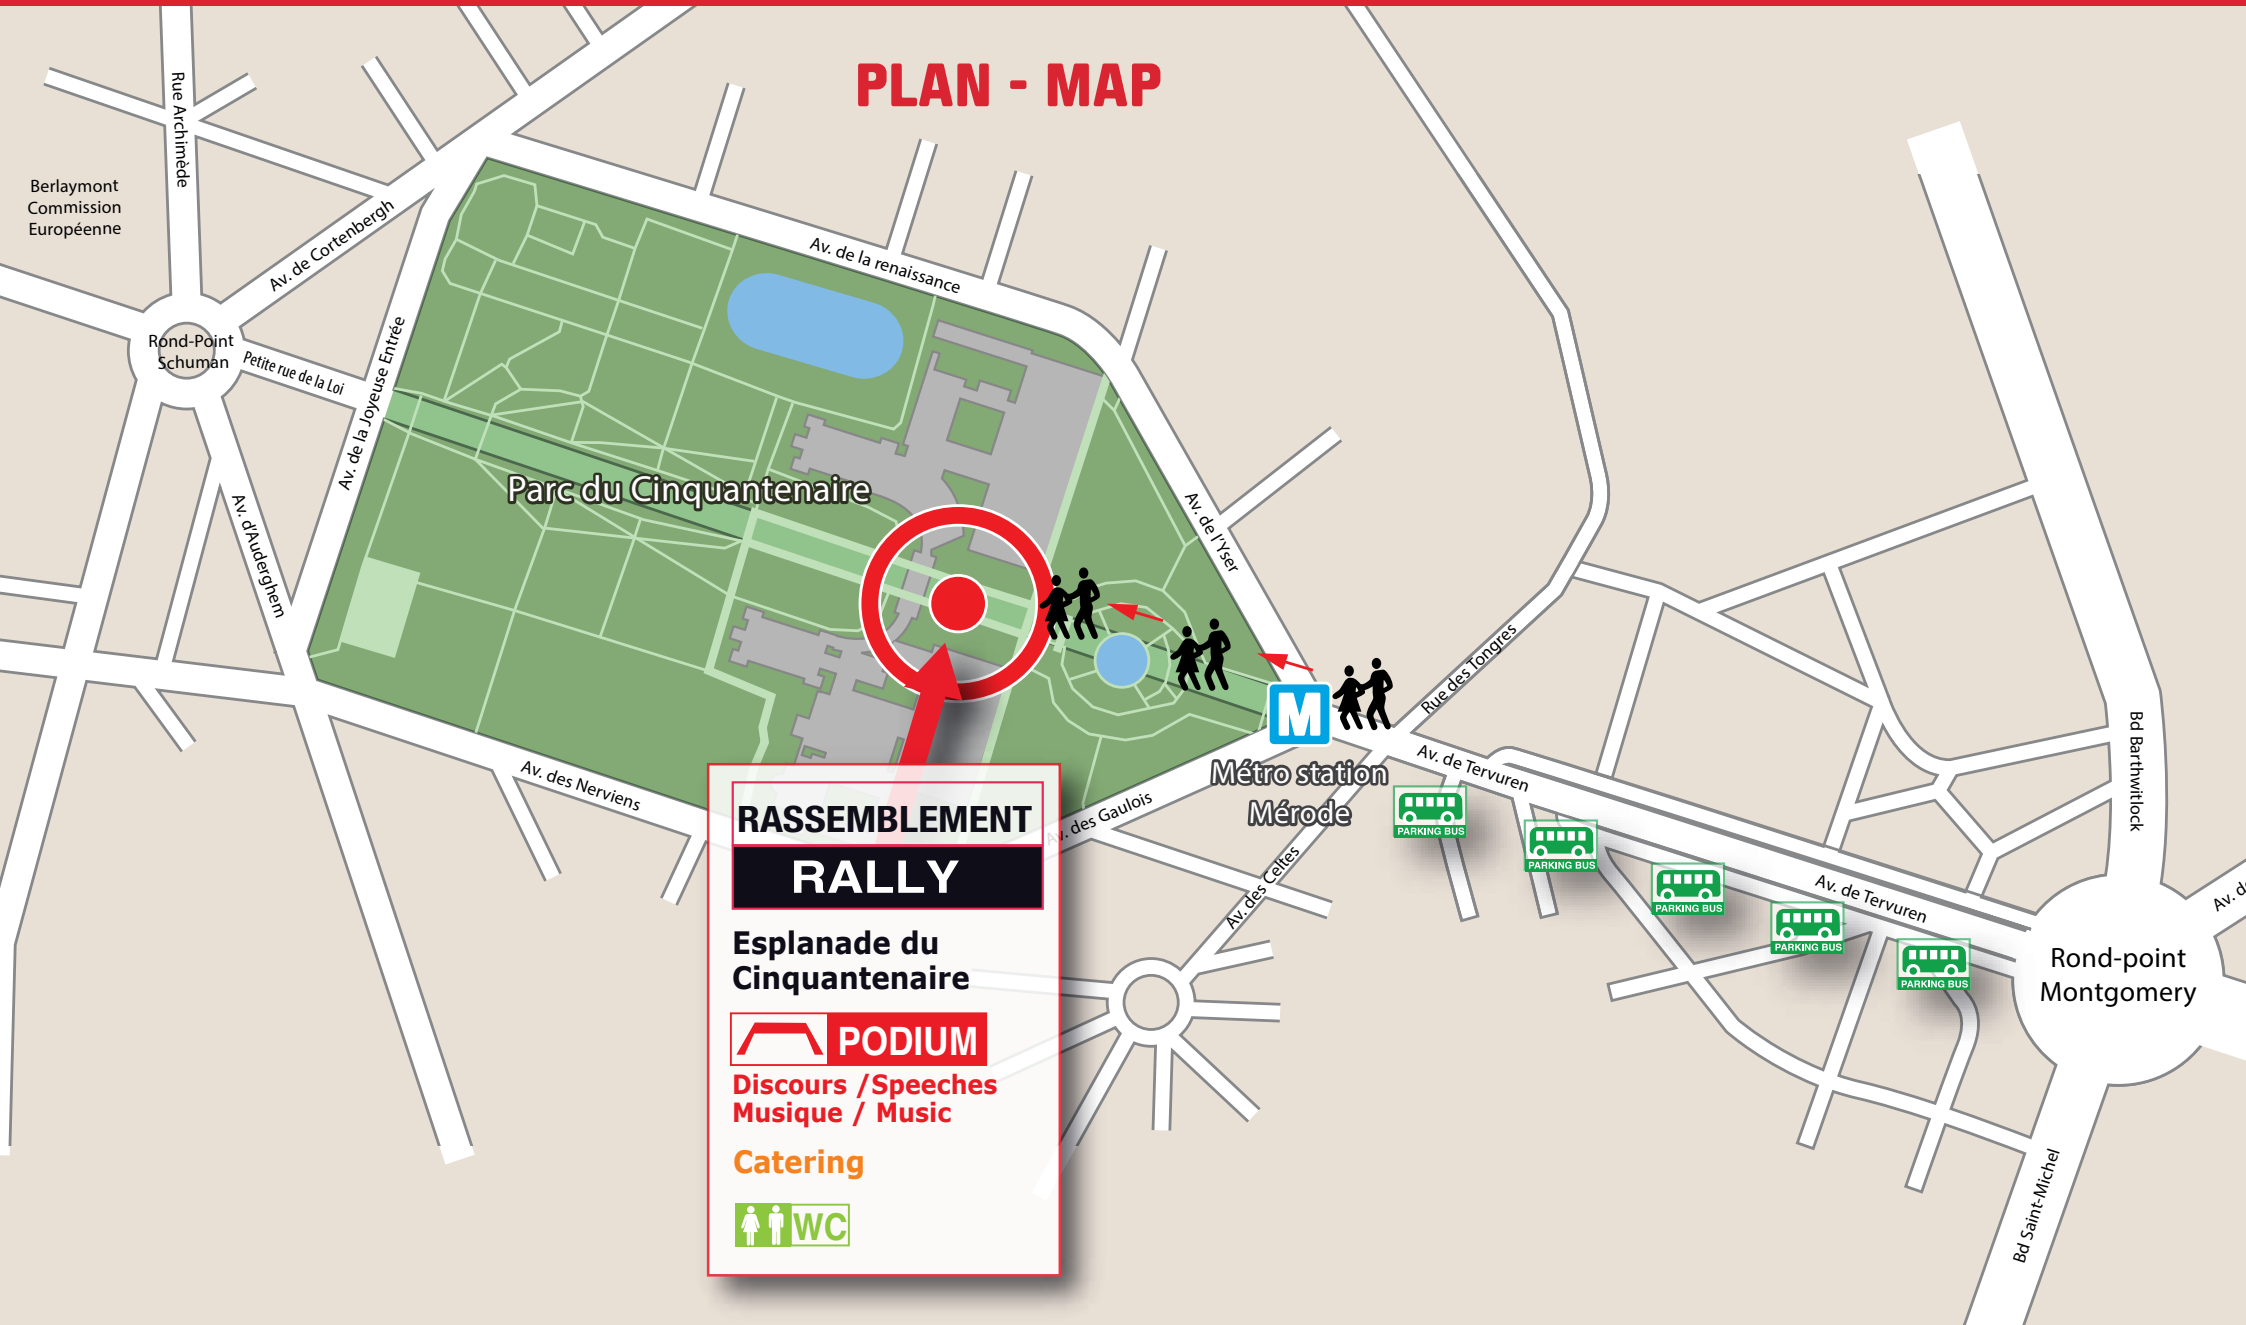 PLAN - MAP
Rue Archimède
Berlaymont
Commission
Européenne
Av. de Cortenbergh
Av. de la renaissance
Rond-Point
Schuman
Petite rue de la Loi
Av. de la Joyeuse Entrée
Av. d'Auderghem
Parc du Cinquantenaire
Av. de l'Yser
Rue des Tongres
M
Métro station
Mérode
Av. de Tervuren
Bd Barthvitlock
Av. des Nerviens
Av. des Gaulois
Av. des Celtes
PARKING BUS
PARKING BUS
PARKING BUS
PARKING BUS
PARKING BUS
Av. de Tervuren
Av. d
Rond-point
Montgomery
Bd Saint-Michel
RASSEMBLEMENT
RALLY
Esplanade du
Cinquantenaire
PODIUM
Discours /Speeches
Musique / Music
Catering
WC